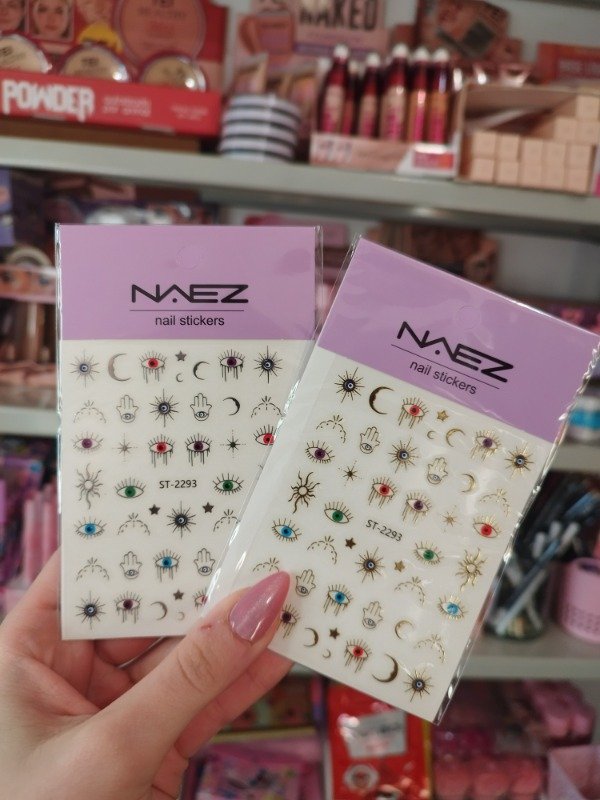 NAKED
POWDER
NAEZ
nail stickers
ST-2293
NAEZ
nail stickers
ST-2293